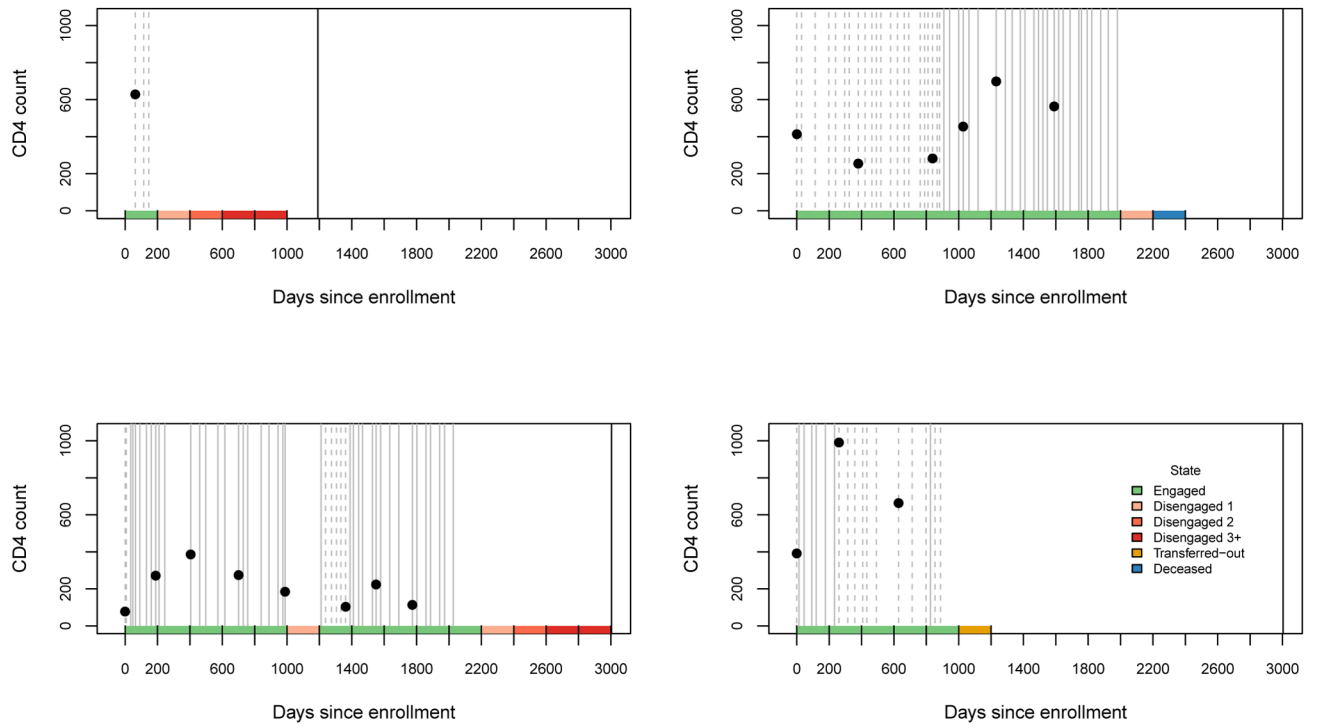 CD4 count
1000
600
200
0
0 200 600 1000 1400 1800 2200 2600 3000
Days since enrollment
CD4 count
1000
600
200
0
0 200 600 1000 1400 1800 2200 2600 3000
Days since enrollment
CD4 count
1000
600
200
0
0 200 600 1000 1400 1800 2200 2600 3000
Days since enrollment
CD4 count
1000
600
200
0
State
Engaged
Disengaged 1
Disengaged 2
Disengaged 3+
Transferred−out
Deceased
0 200 600 1000 1400 1800 2200 2600 3000
Days since enrollment